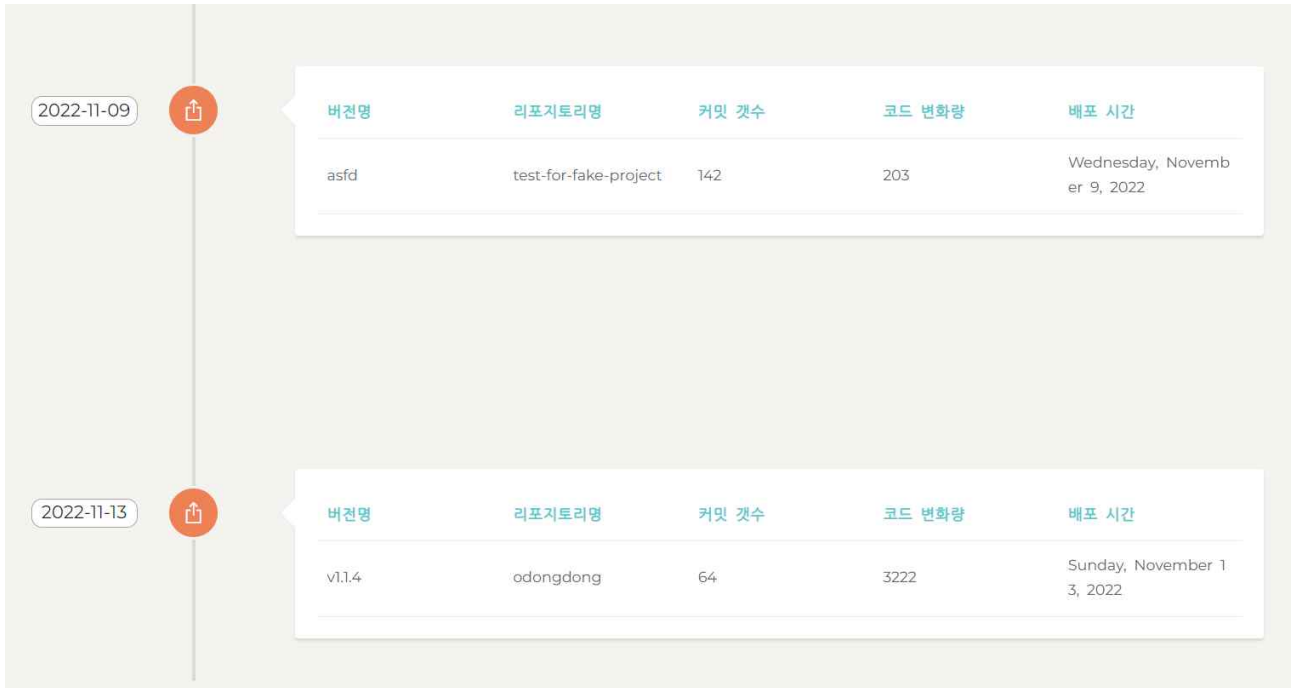 2022-11-09
버전명 리포지토리명 커밋 갯수 코드 변화량 배포 시간
asfd test-for-fake-project 142 203 Wednesday, Novemb
er 9, 2022
2022-11-13
버전명 리포지토리명 커밋 갯수 코드 변화량 배포 시간
v1.1.4 odongdong 64 3222 Sunday, November 1
3, 2022